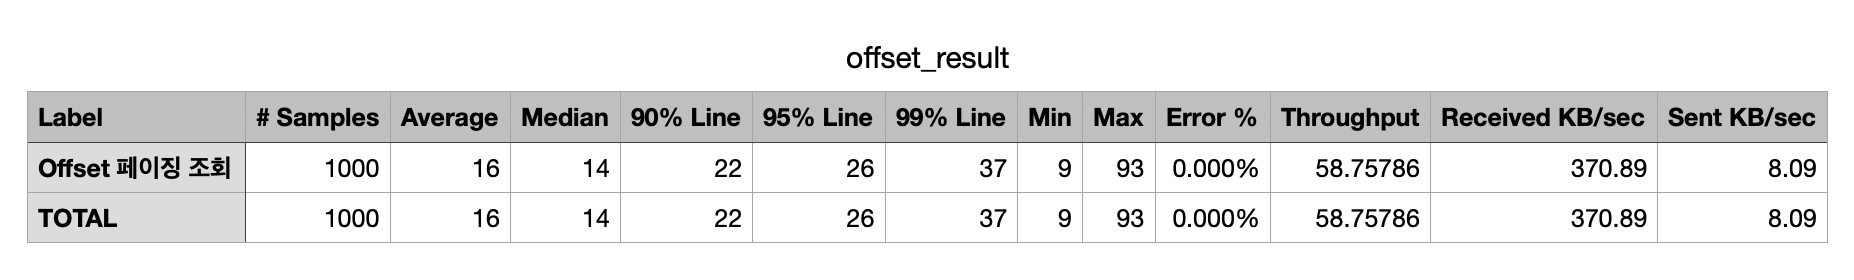 offset_result
Label # Samples Average Median 90% Line 95% Line 99% Line Min Max Error % Throughput Received KB/sec Sent KB/sec
Offset 페이징 조회 1000 16 14 22 26 37 9 93 0.000% 58.75786 370.89 8.09
TOTAL 1000 16 14 22 26 37 9 93 0.000% 58.75786 370.89 8.09